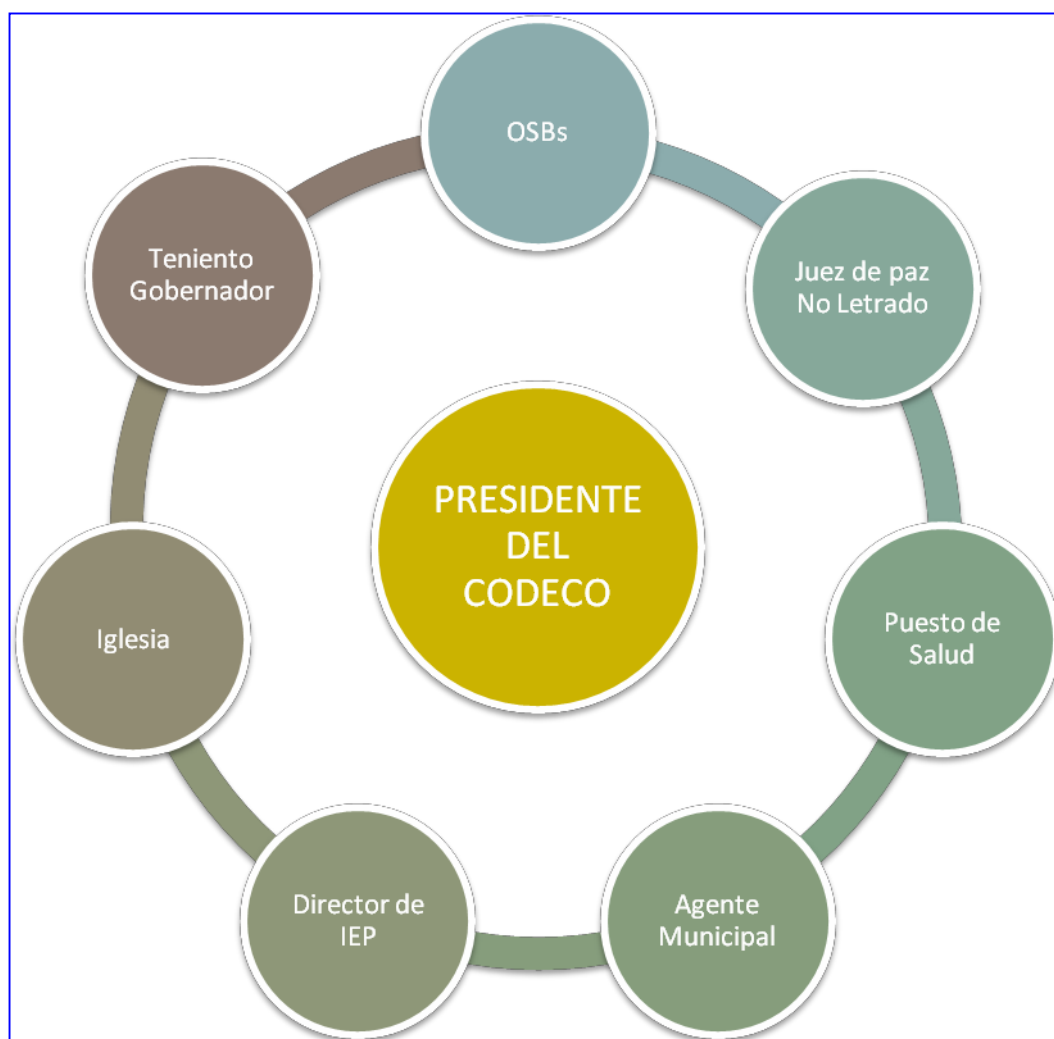 OSBs
Juez de paz
No Letrado
Puesto de
Salud
Agente
Municipal
Director de
IEP
Iglesia
Teniento
Gobernador
PRESIDENTE
DEL
CODECO